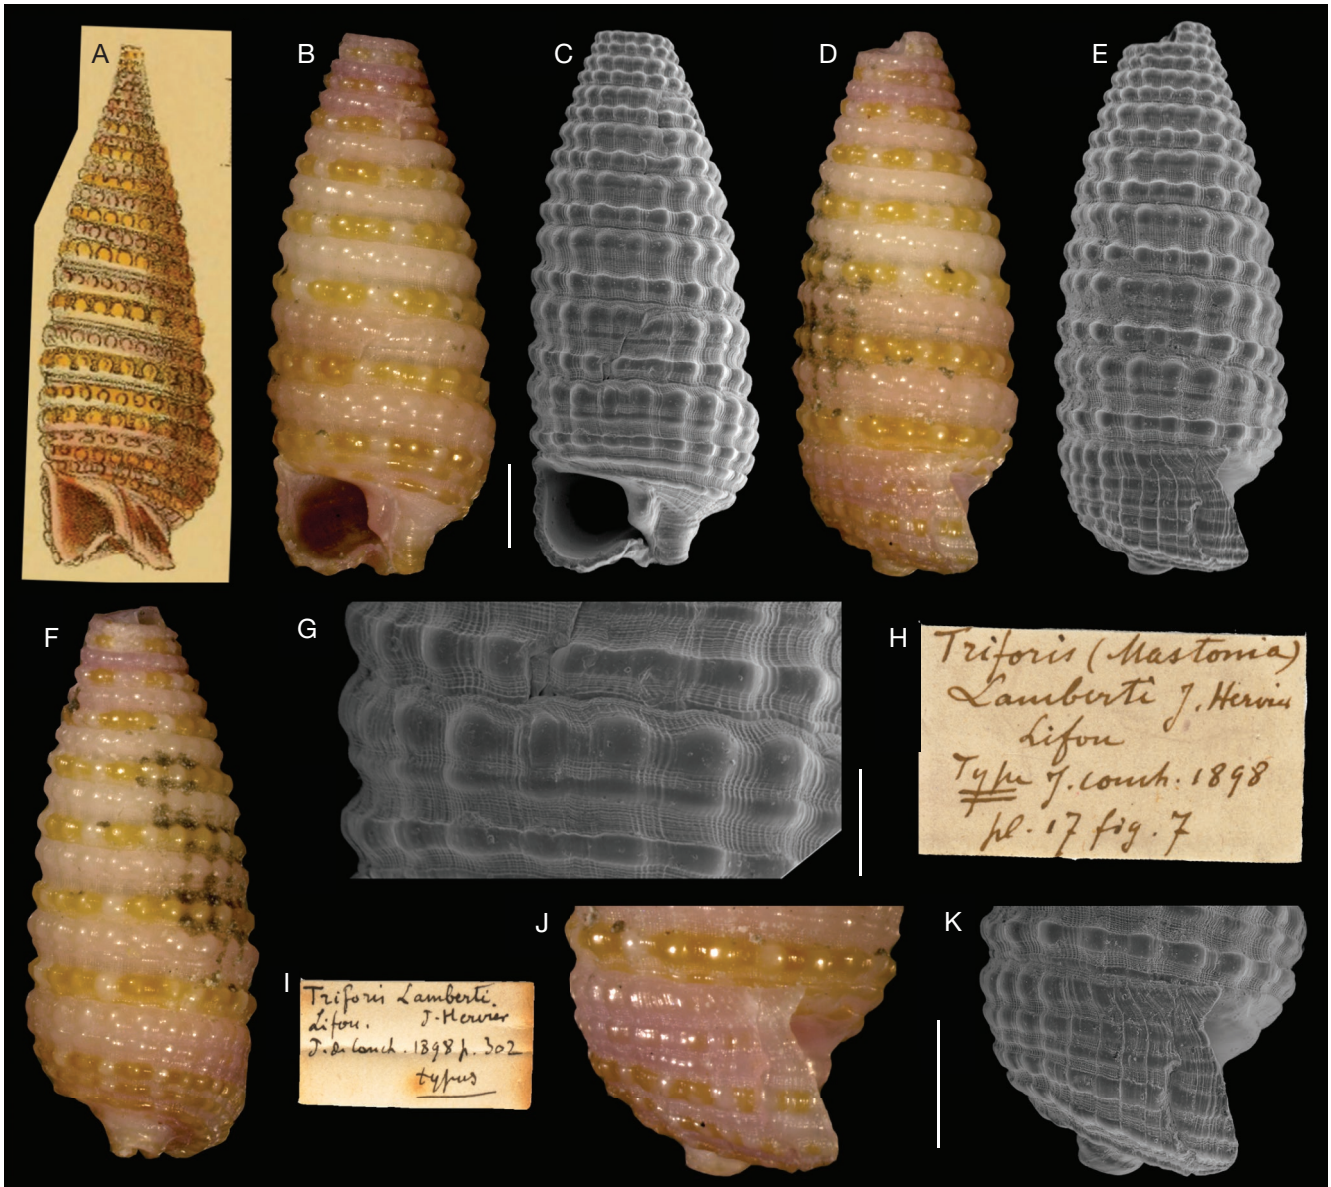 A
B
C
D
E
F
G
H
Triforis (Mastonia)
Lamberti J. Hervier
Lifou
Type J. conch. 1898
pl. 17 fig. 7
I
Triforis Lamberti.
Lifou. J. Hervier
J. de Conch. 1898 p. 302
typus
J
K